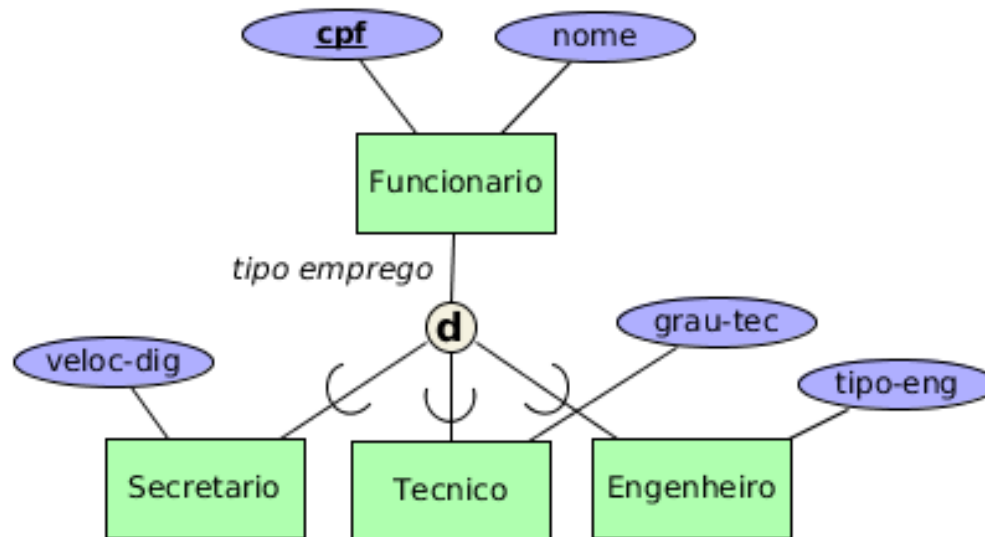 cpf
nome
Funcionario
tipo emprego
d
grau-tec
veloc-dig
tipo-eng
Secretario
Tecnico
Engenheiro